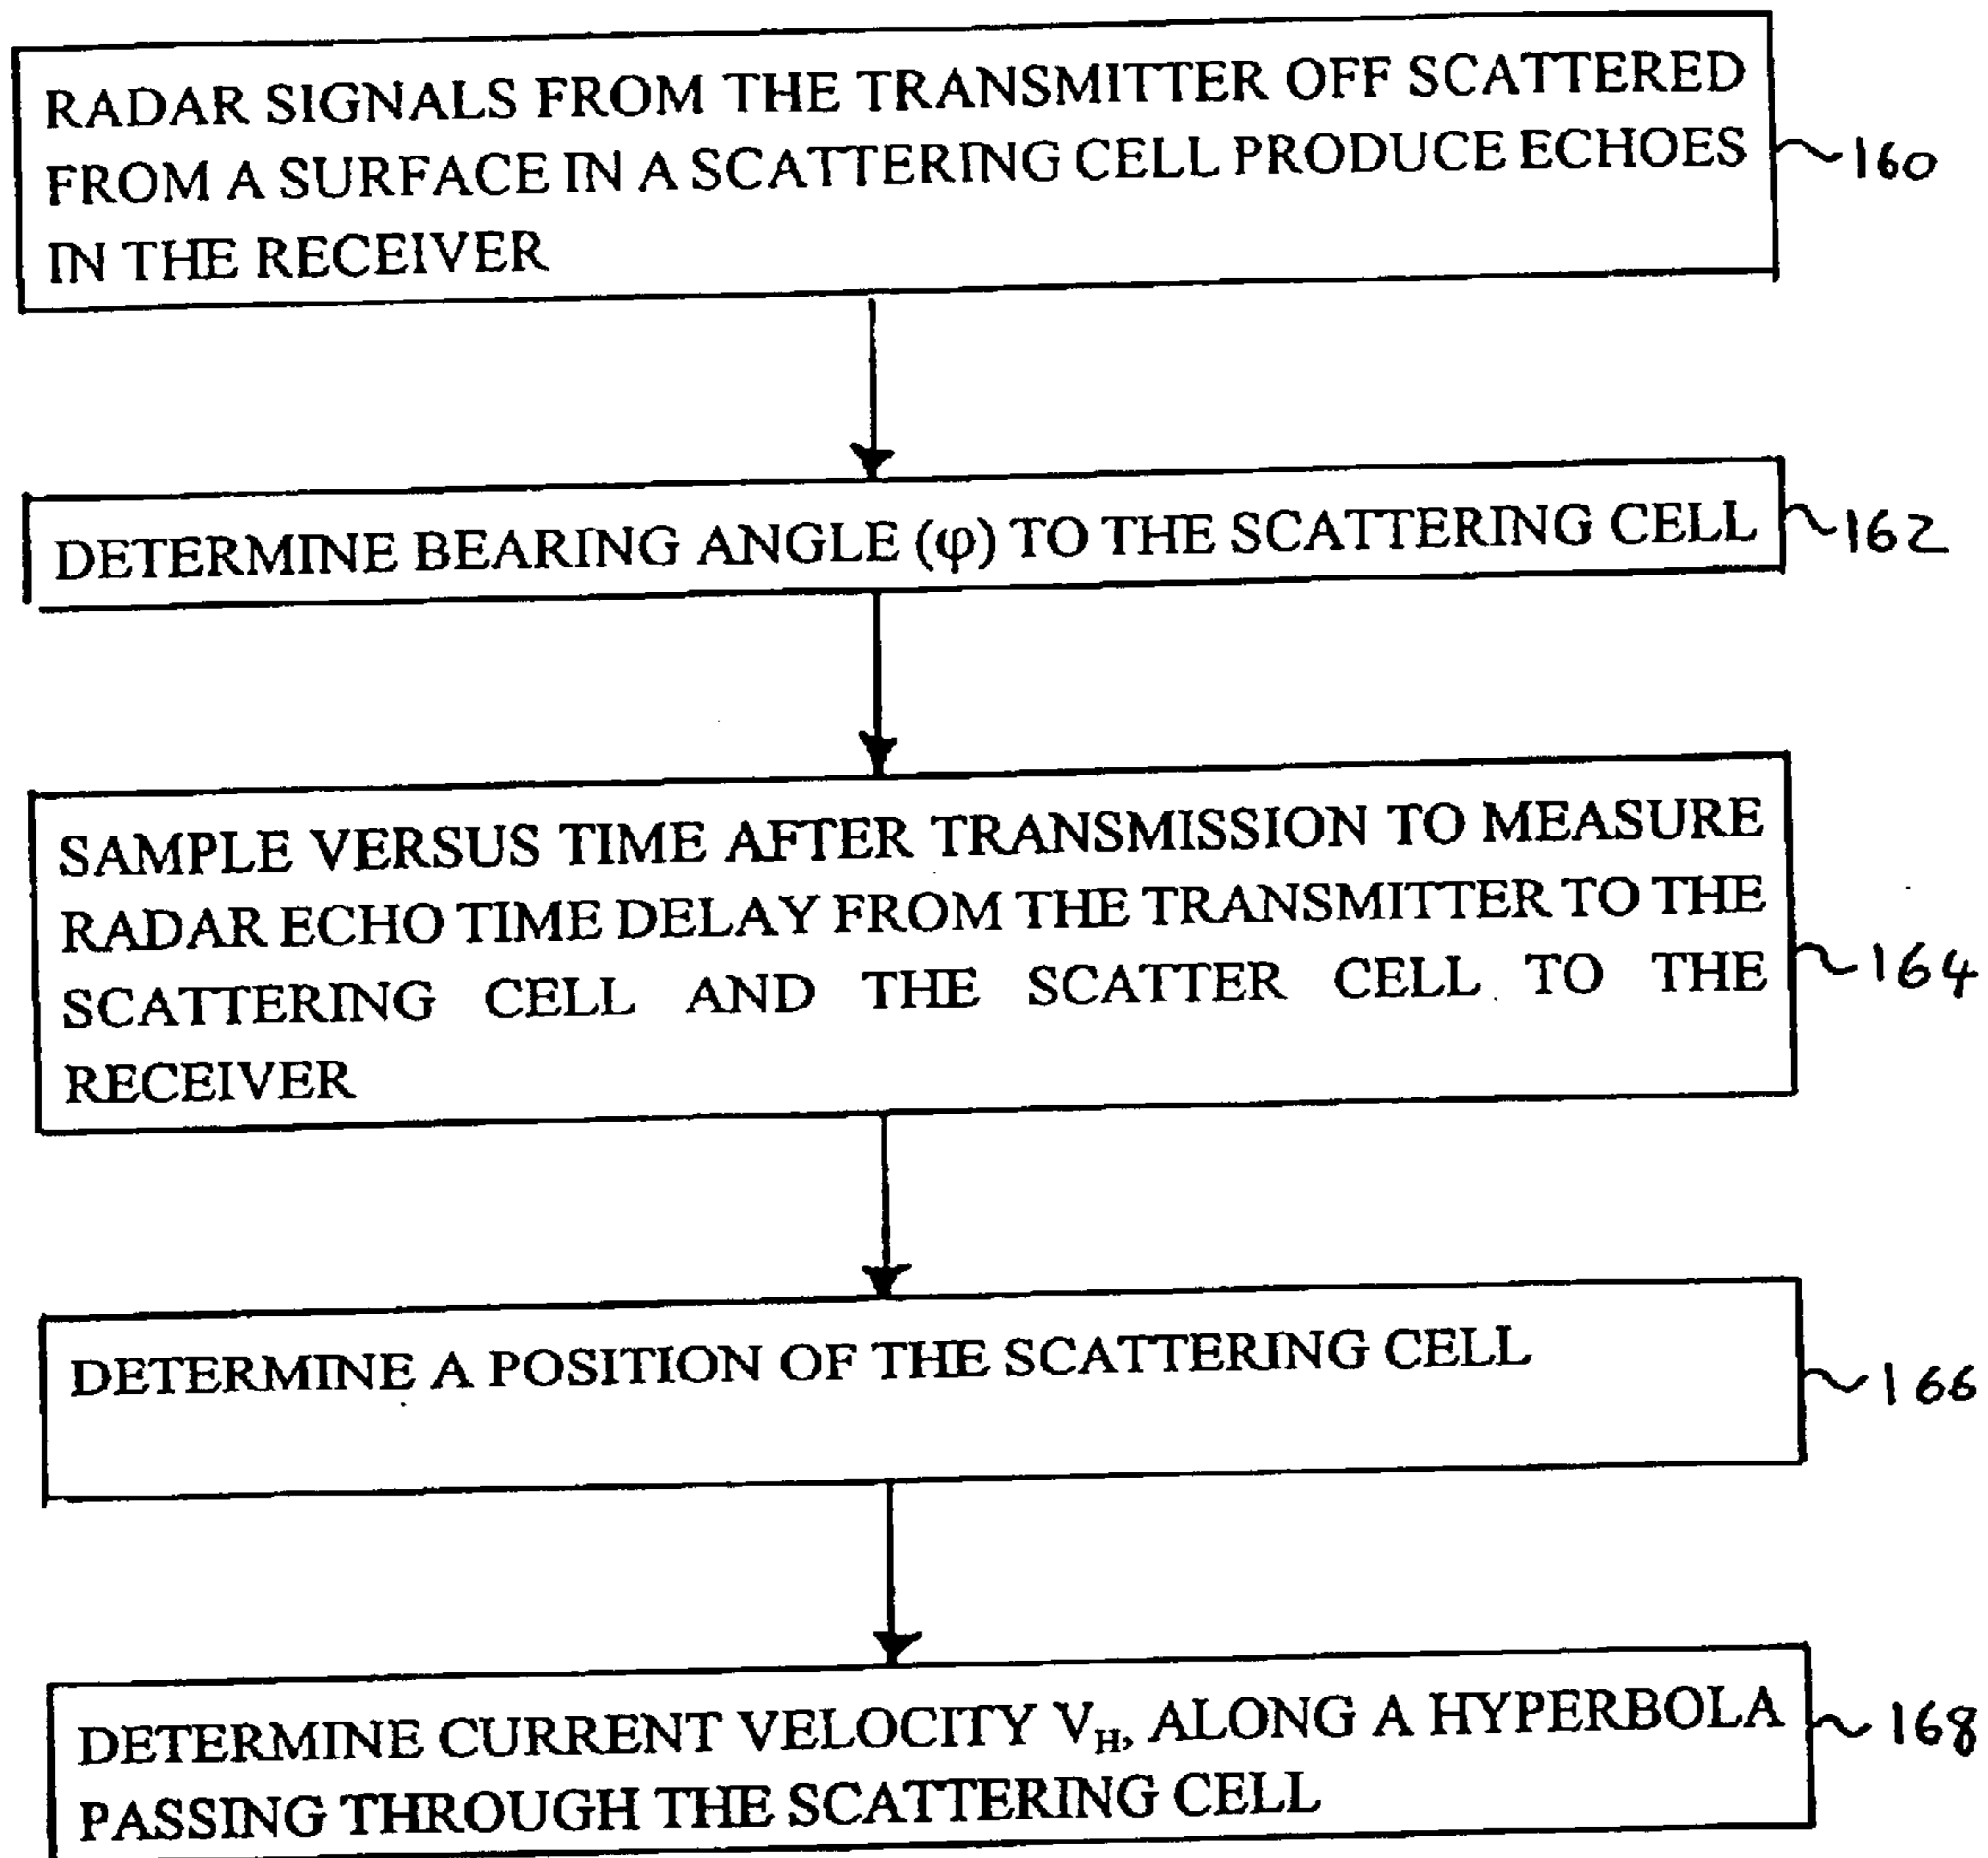 RADAR SIGNALS FROM THE TRANSMITTER OFF SCATTERED
FROM A SURFACE IN A SCATTERING CELL PRODUCE ECHOES
IN THE RECEIVER
160
DETERMINE BEARING ANGLE (φ) TO THE SCATTERING CELL
162
SAMPLE VERSUS TIME AFTER TRANSMISSION TO MEASURE
RADAR ECHO TIME DELAY FROM THE TRANSMITTER TO THE
SCATTERING CELL AND THE SCATTER CELL TO THE
RECEIVER
164
DETERMINE A POSITION OF THE SCATTERING CELL
166
DETERMINE CURRENT VELOCITY V_H, ALONG A HYPERBOLA
PASSING THROUGH THE SCATTERING CELL
168